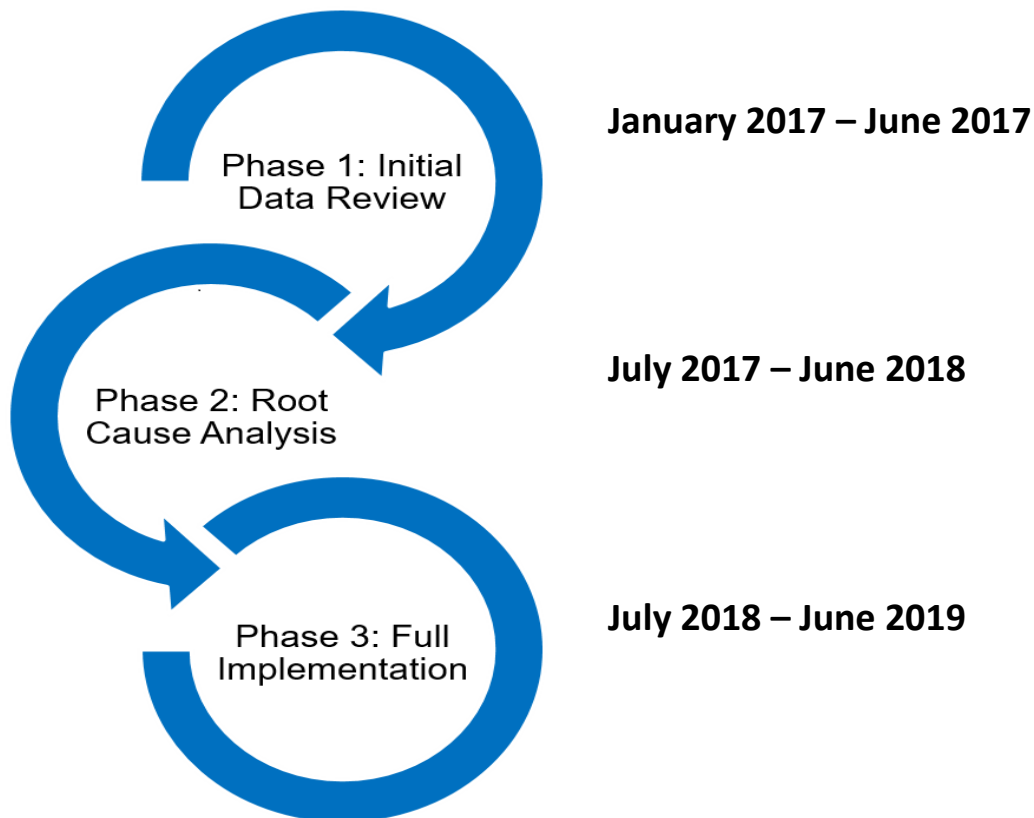 January 2017 – June 2017
Phase 1: Initial
Data Review
July 2017 – June 2018
Phase 2: Root
Cause Analysis
July 2018 – June 2019
Phase 3: Full
Implementation